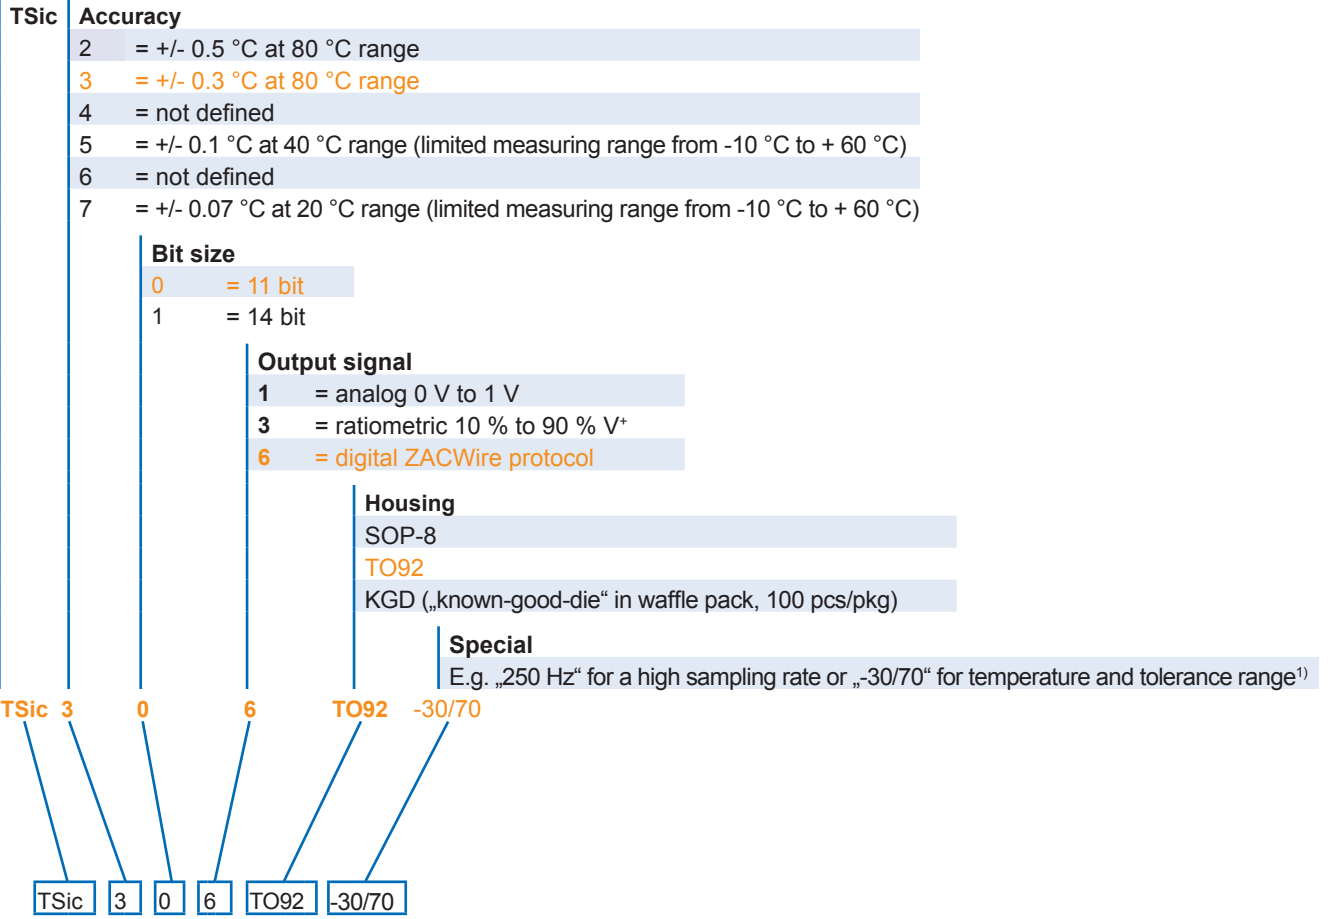 TSic Accuracy
2 = +/- 0.5 °C at 80 °C range
3 = +/- 0.3 °C at 80 °C range
4 = not defined
5 = +/- 0.1 °C at 40 °C range (limited measuring range from -10 °C to + 60 °C)
6 = not defined
7 = +/- 0.07 °C at 20 °C range (limited measuring range from -10 °C to + 60 °C)
Bit size
0 = 11 bit
1 = 14 bit
Output signal
1 = analog 0 V to 1 V
3 = ratiometric 10 % to 90 % V⁺
6 = digital ZACWire protocol
Housing
SOP-8
TO92
KGD („known-good-die“ in waffle pack, 100 pcs/pkg)
Special
E.g. „250 Hz“ for a high sampling rate or „-30/70“ for temperature and tolerance range¹⁾
TSic 3 0 6 TO92 -30/70
TSic 3 0 6 TO92 -30/70